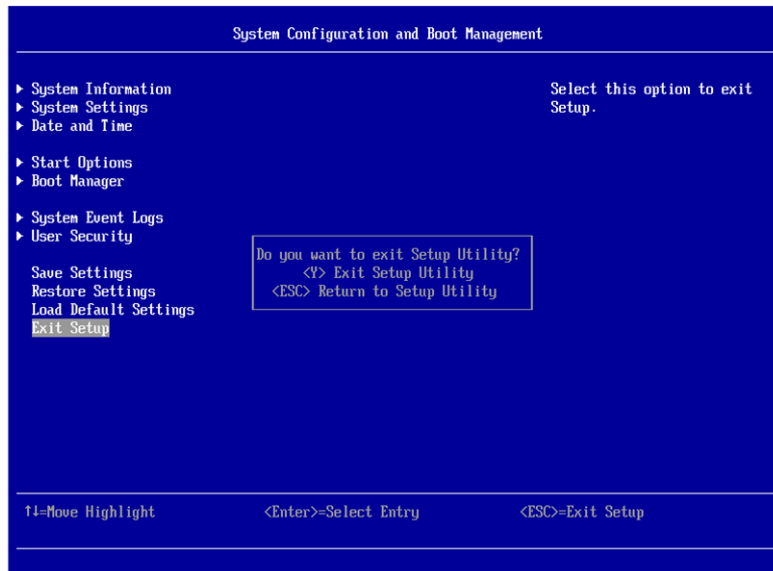 System Configuration and Boot Management
▶ System Information
▶ System Settings
▶ Date and Time
▶ Start Options
▶ Boot Manager
▶ System Event Logs
▶ User Security
Save Settings
Restore Settings
Load Default Settings
Exit Setup
Select this option to exit
Setup.
Do you want to exit Setup Utility?
<Y> Exit Setup Utility
<ESC> Return to Setup Utility
↑↓=Move Highlight <Enter>=Select Entry <ESC>=Exit Setup